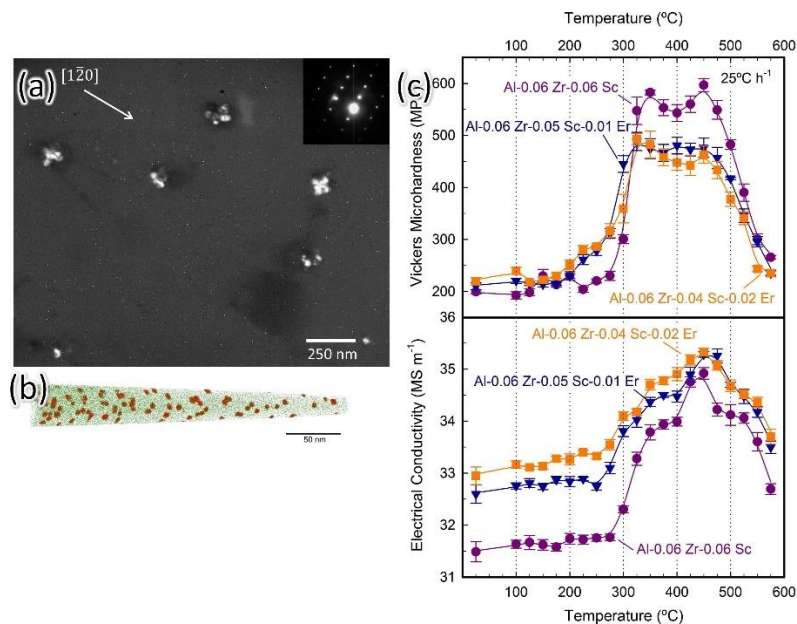 (a)
[1͞20]
250 nm
(b)
50 nm
(c)
Temperature (ºC)
100 200 300 400 500 600
25ºC h⁻¹
Al-0.06 Zr-0.06 Sc
Al-0.06 Zr-0.05 Sc-0.01 Er
Al-0.06 Zr-0.04 Sc-0.02 Er
Vickers Microhardness (MP
600
500
400
300
200
36
Al-0.06 Zr-0.04 Sc-0.02 Er
Al-0.06 Zr-0.05 Sc-0.01 Er
Al-0.06 Zr-0.06 Sc
Electrical Conductivity (MS m⁻¹)
35
34
33
32
31
0 100 200 300 400 500 600
Temperature (ºC)